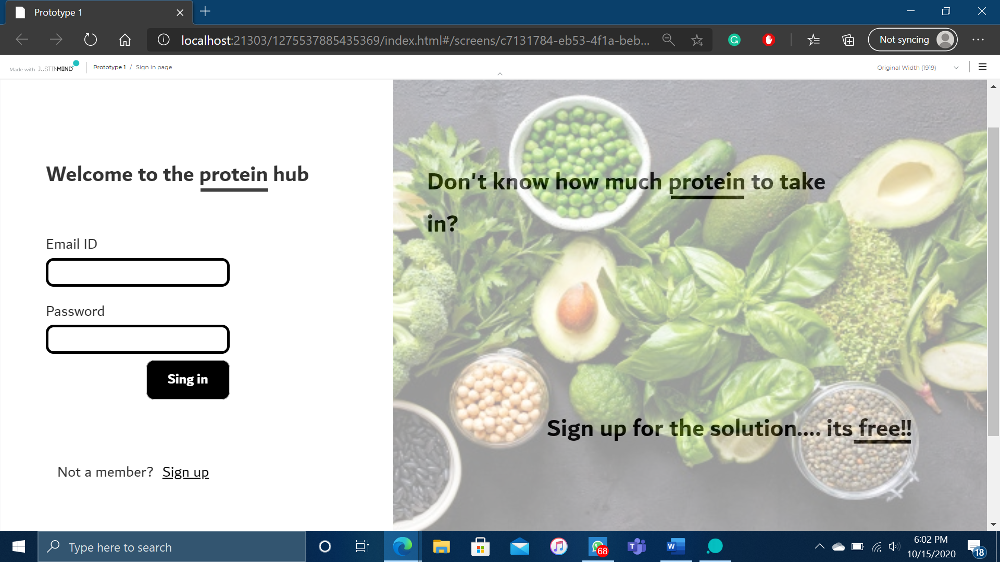 Prototype 1
localhost:21303/1275537885435369/index.html#/screens/c7131784-eb53-4f1a-beb...
Not syncing
Made with JUSTINMIND
Prototype 1 / Sign in page
Original Width (1919)
Welcome to the protein hub
Email ID
Password
Sing in
Not a member? Sign up
Don't know how much protein to take
in?
Sign up for the solution.... its free!!
Type here to search
68
6:02 PM
10/15/2020
18